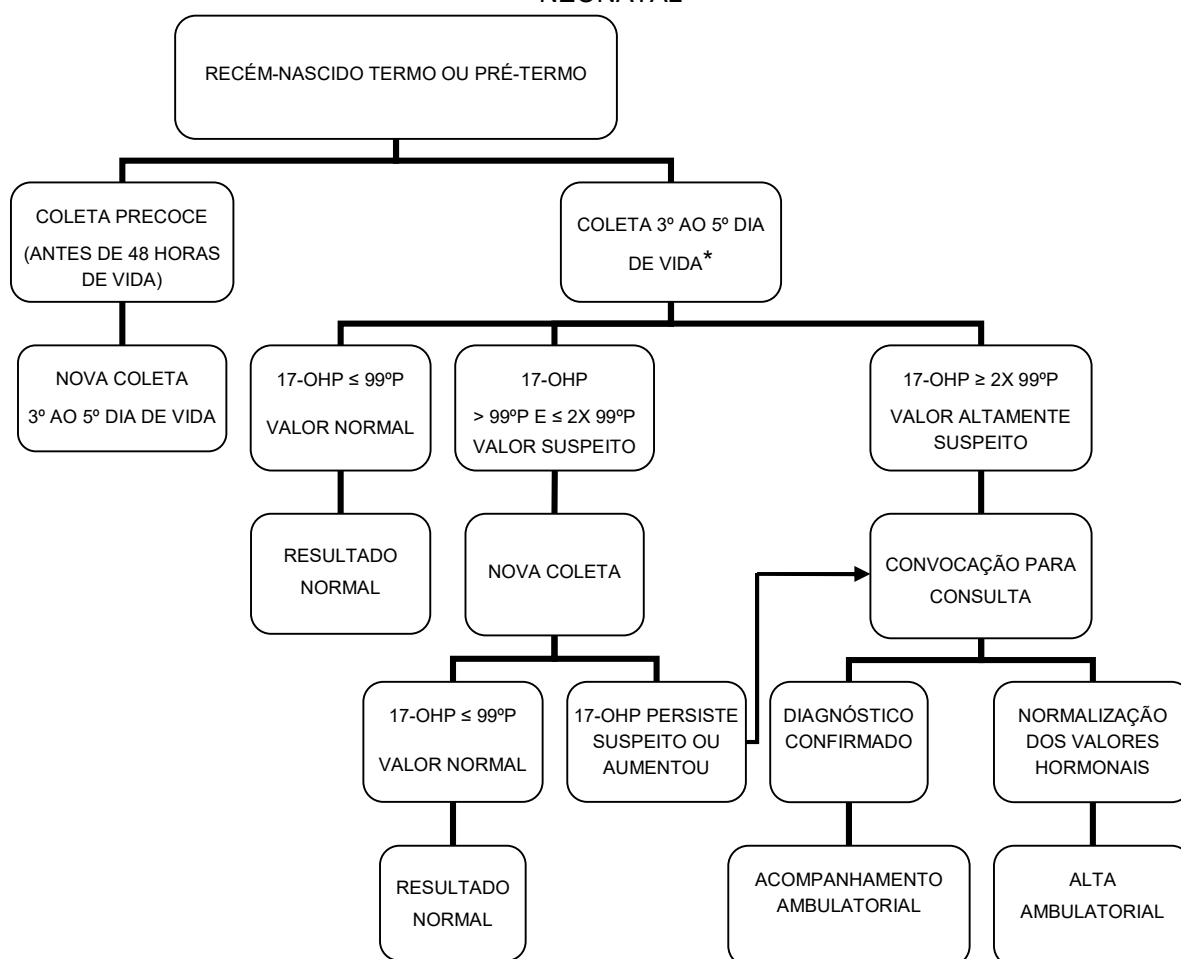 NEONATAL
RECÉM-NASCIDO TERMO OU PRÉ-TERMO
COLETA PRECOCE
(ANTES DE 48 HORAS
DE VIDA)
COLETA 3º AO 5º DIA
DE VIDA*
NOVA COLETA
3º AO 5º DIA DE VIDA
17-OHP ≤ 99ºP
VALOR NORMAL
17-OHP
> 99ºP E ≤ 2X 99ºP
VALOR SUSPEITO
17-OHP ≥ 2X 99ºP
VALOR ALTAMENTE
SUSPEITO
RESULTADO
NORMAL
NOVA COLETA
CONVOCAÇÃO PARA
CONSULTA
17-OHP ≤ 99ºP
VALOR NORMAL
17-OHP PERSISTE
SUSPEITO OU
AUMENTOU
DIAGNÓSTICO
CONFIRMADO
NORMALIZAÇÃO
DOS VALORES
HORMONAIS
RESULTADO
NORMAL
ACOMPANHAMENTO
AMBULATORIAL
ALTA
AMBULATORIAL